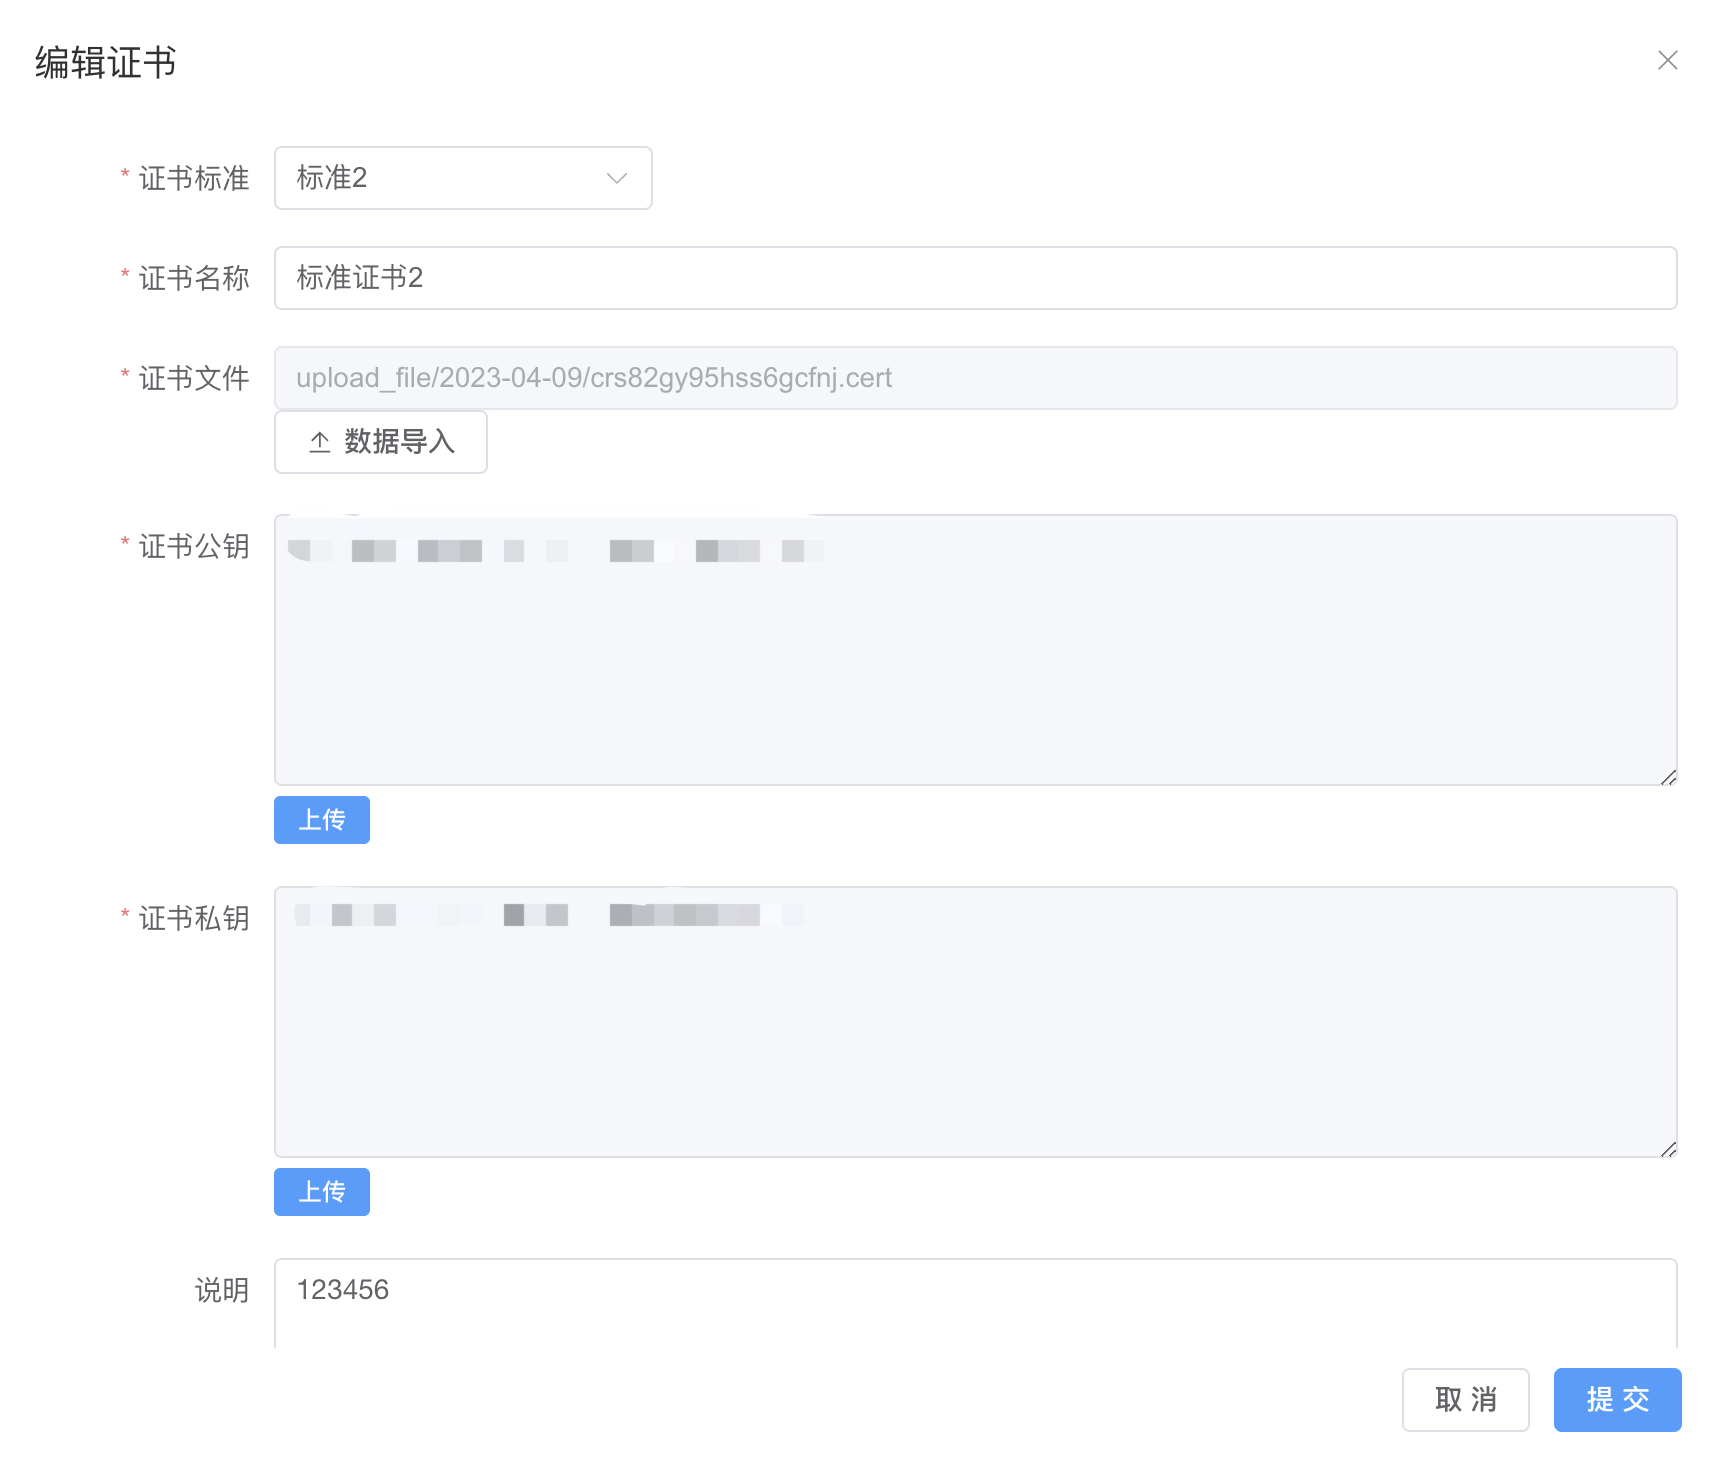 编辑证书
* 证书标准 标准2
* 证书名称 标准证书2
* 证书文件 upload_file/2023-04-09/crs82gy95hss6gcfnj.cert
数据导入
* 证书公钥
上传
* 证书私钥
上传
说明 123456
取 消 提 交